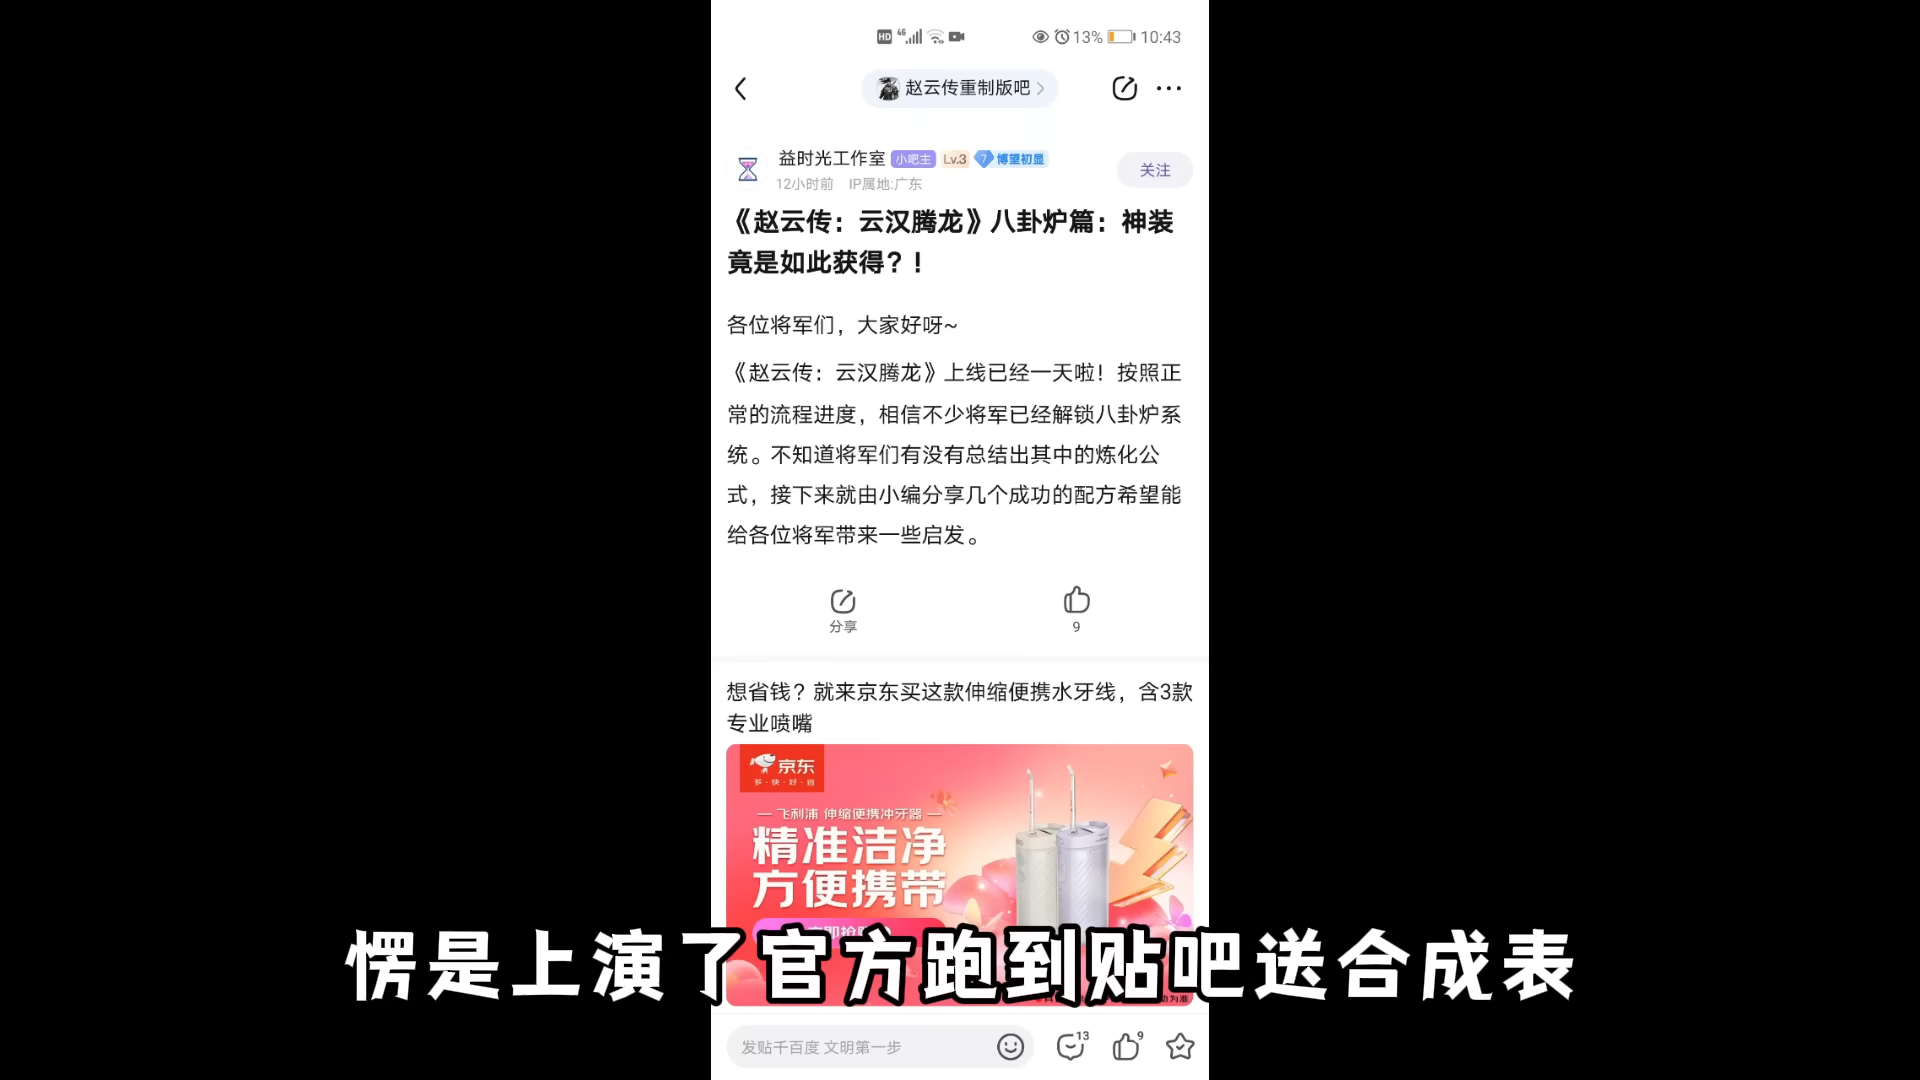 HD 4G 13% 10:43
赵云传重制版吧
益时光工作室 小吧主 Lv.3 7 博望初显
12小时前 IP属地:广东
关注
《赵云传：云汉腾龙》八卦炉篇：神装
竟是如此获得？！
各位将军们，大家好呀~
《赵云传：云汉腾龙》上线已经一天啦！按照正
常的流程进度，相信不少将军已经解锁八卦炉系
统。不知道将军们有没有总结出其中的炼化公
式，接下来就由小编分享几个成功的配方希望能
给各位将军带来一些启发。
分享 9
想省钱？就来京东买这款伸缩便携水牙线，含3款
专业喷嘴
京东
多·快·好·省
飞利浦 伸缩便携冲牙器
精准洁净
方便携带
愣是上演了官方跑到贴吧送合成表
发贴千百度 文明第一步
13 9